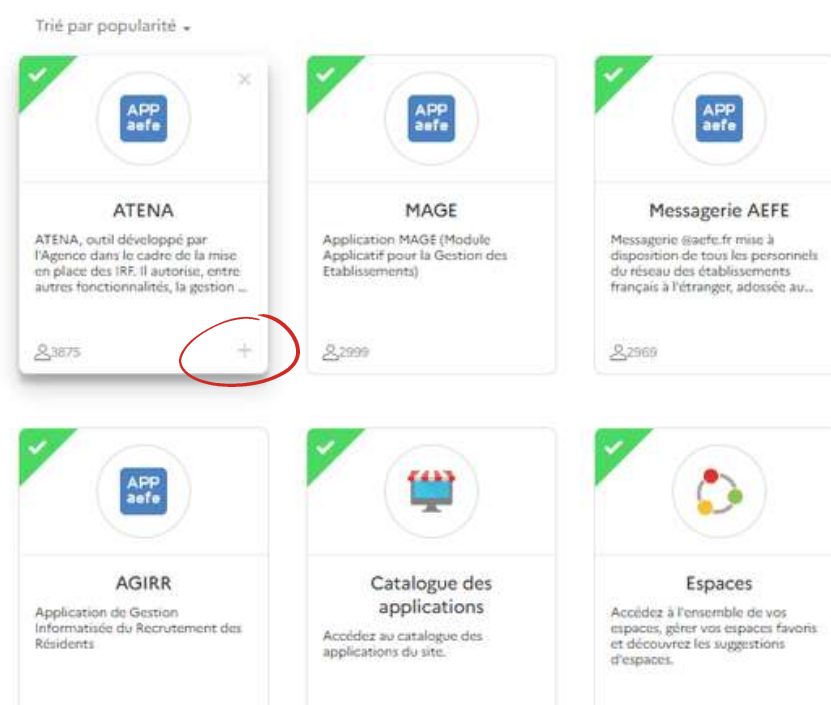 Trié par popularité
APP
aefe
ATENA
ATENA, outil développé par
l'Agence dans le cadre de la mise
en place des IRF. Il autorise, entre
autres fonctionnalités, la gestion ...
3875
APP
aefe
MAGE
Application MAGE (Module
Applicatif pour la Gestion des
Etablissements)
2999
APP
aefe
Messagerie AEFE
Messagerie @aefe.fr mise à
disposition de tous les personnels
du réseau des établissements
français à l'étranger, adossée au...
2969
APP
aefe
AGIRR
Application de Gestion
Informatisée du Recrutement des
Résidents
Catalogue des
applications
Accédez au catalogue des
applications du site.
Espaces
Accédez à l'ensemble de vos
espaces, gérer vos espaces favoris
et découvrez les suggestions
d'espaces.